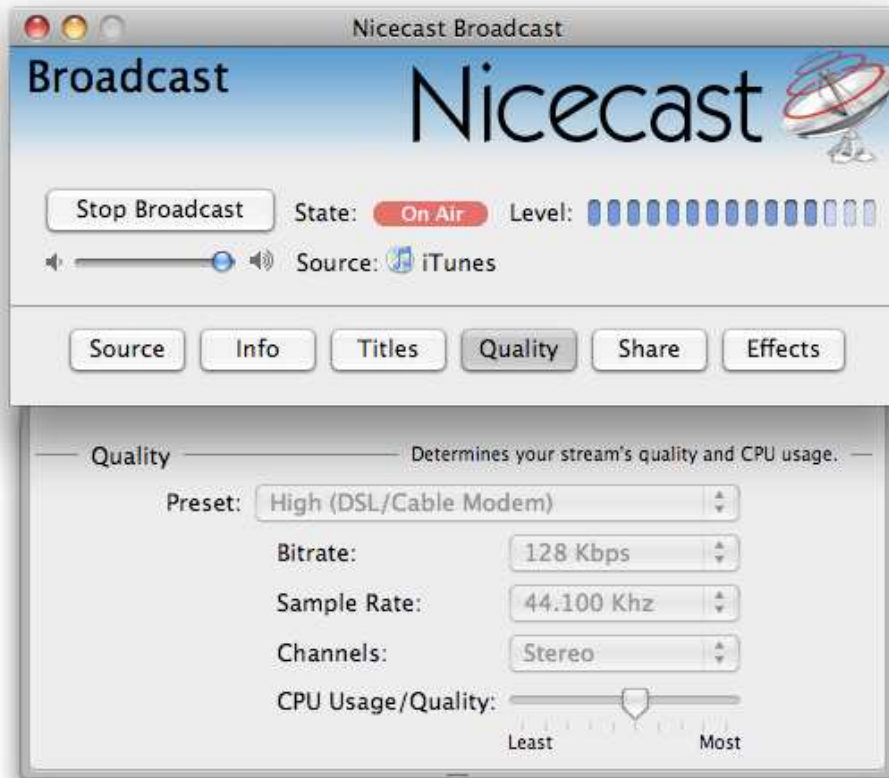 Nicecast Broadcast
Broadcast
Nicecast
Stop Broadcast State: On Air Level:
Source: iTunes
Source Info Titles Quality Share Effects
Quality Determines your stream's quality and CPU usage.
Preset: High (DSL/Cable Modem)
Bitrate: 128 Kbps
Sample Rate: 44.100 Khz
Channels: Stereo
CPU Usage/Quality:
Least Most